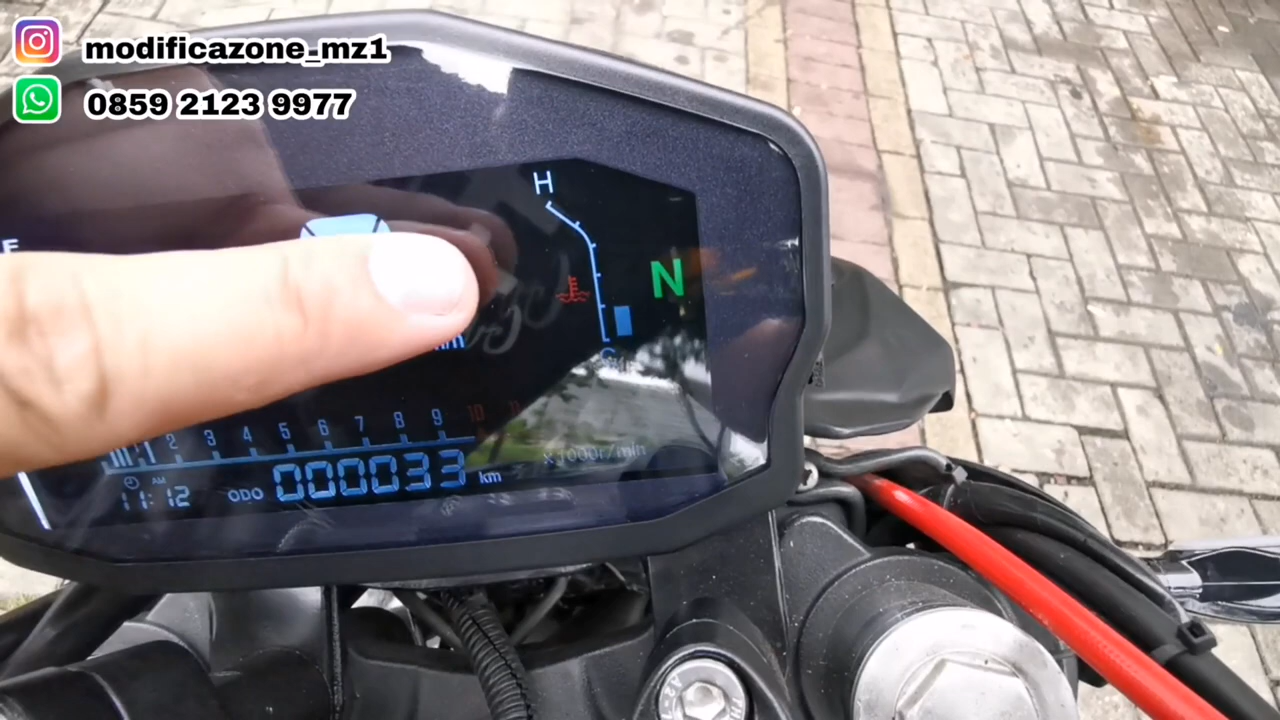 modificazone_mz1
0859 2123 9977
H
N
2 3 4 5 6 7 8 9 10
x1000r/min
AM
11:12
ODO 000033 km